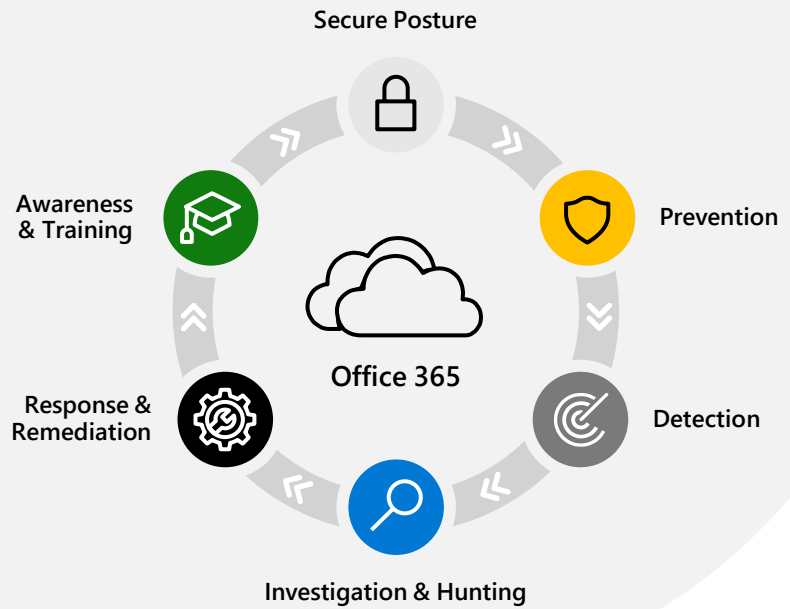 Secure Posture
Awareness
& Training
Prevention
Office 365
Response &
Remediation
Detection
Investigation & Hunting